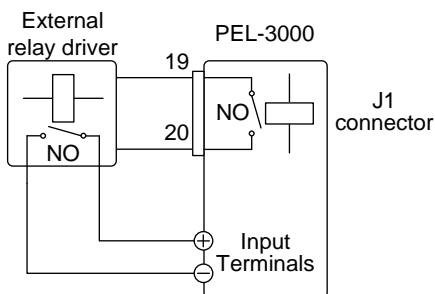 External
relay driver
PEL-3000
19
NO
J1
connector
20
NO
Input
Terminals